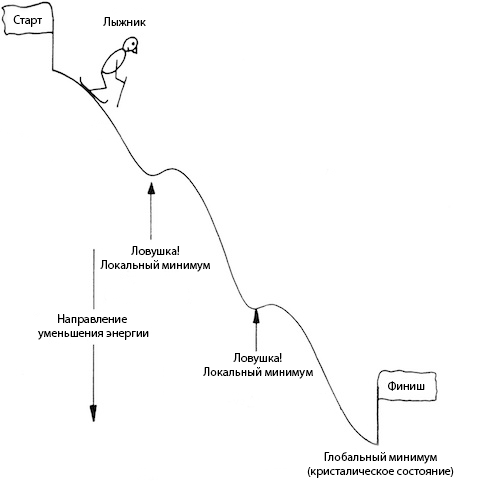 Старт
Лыжник
Ловушка!
Локальный минимум
Направление
уменьшения энергии
Ловушка!
Локальный минимум
Финиш
Глобальный минимум
(кристалическое состояние)